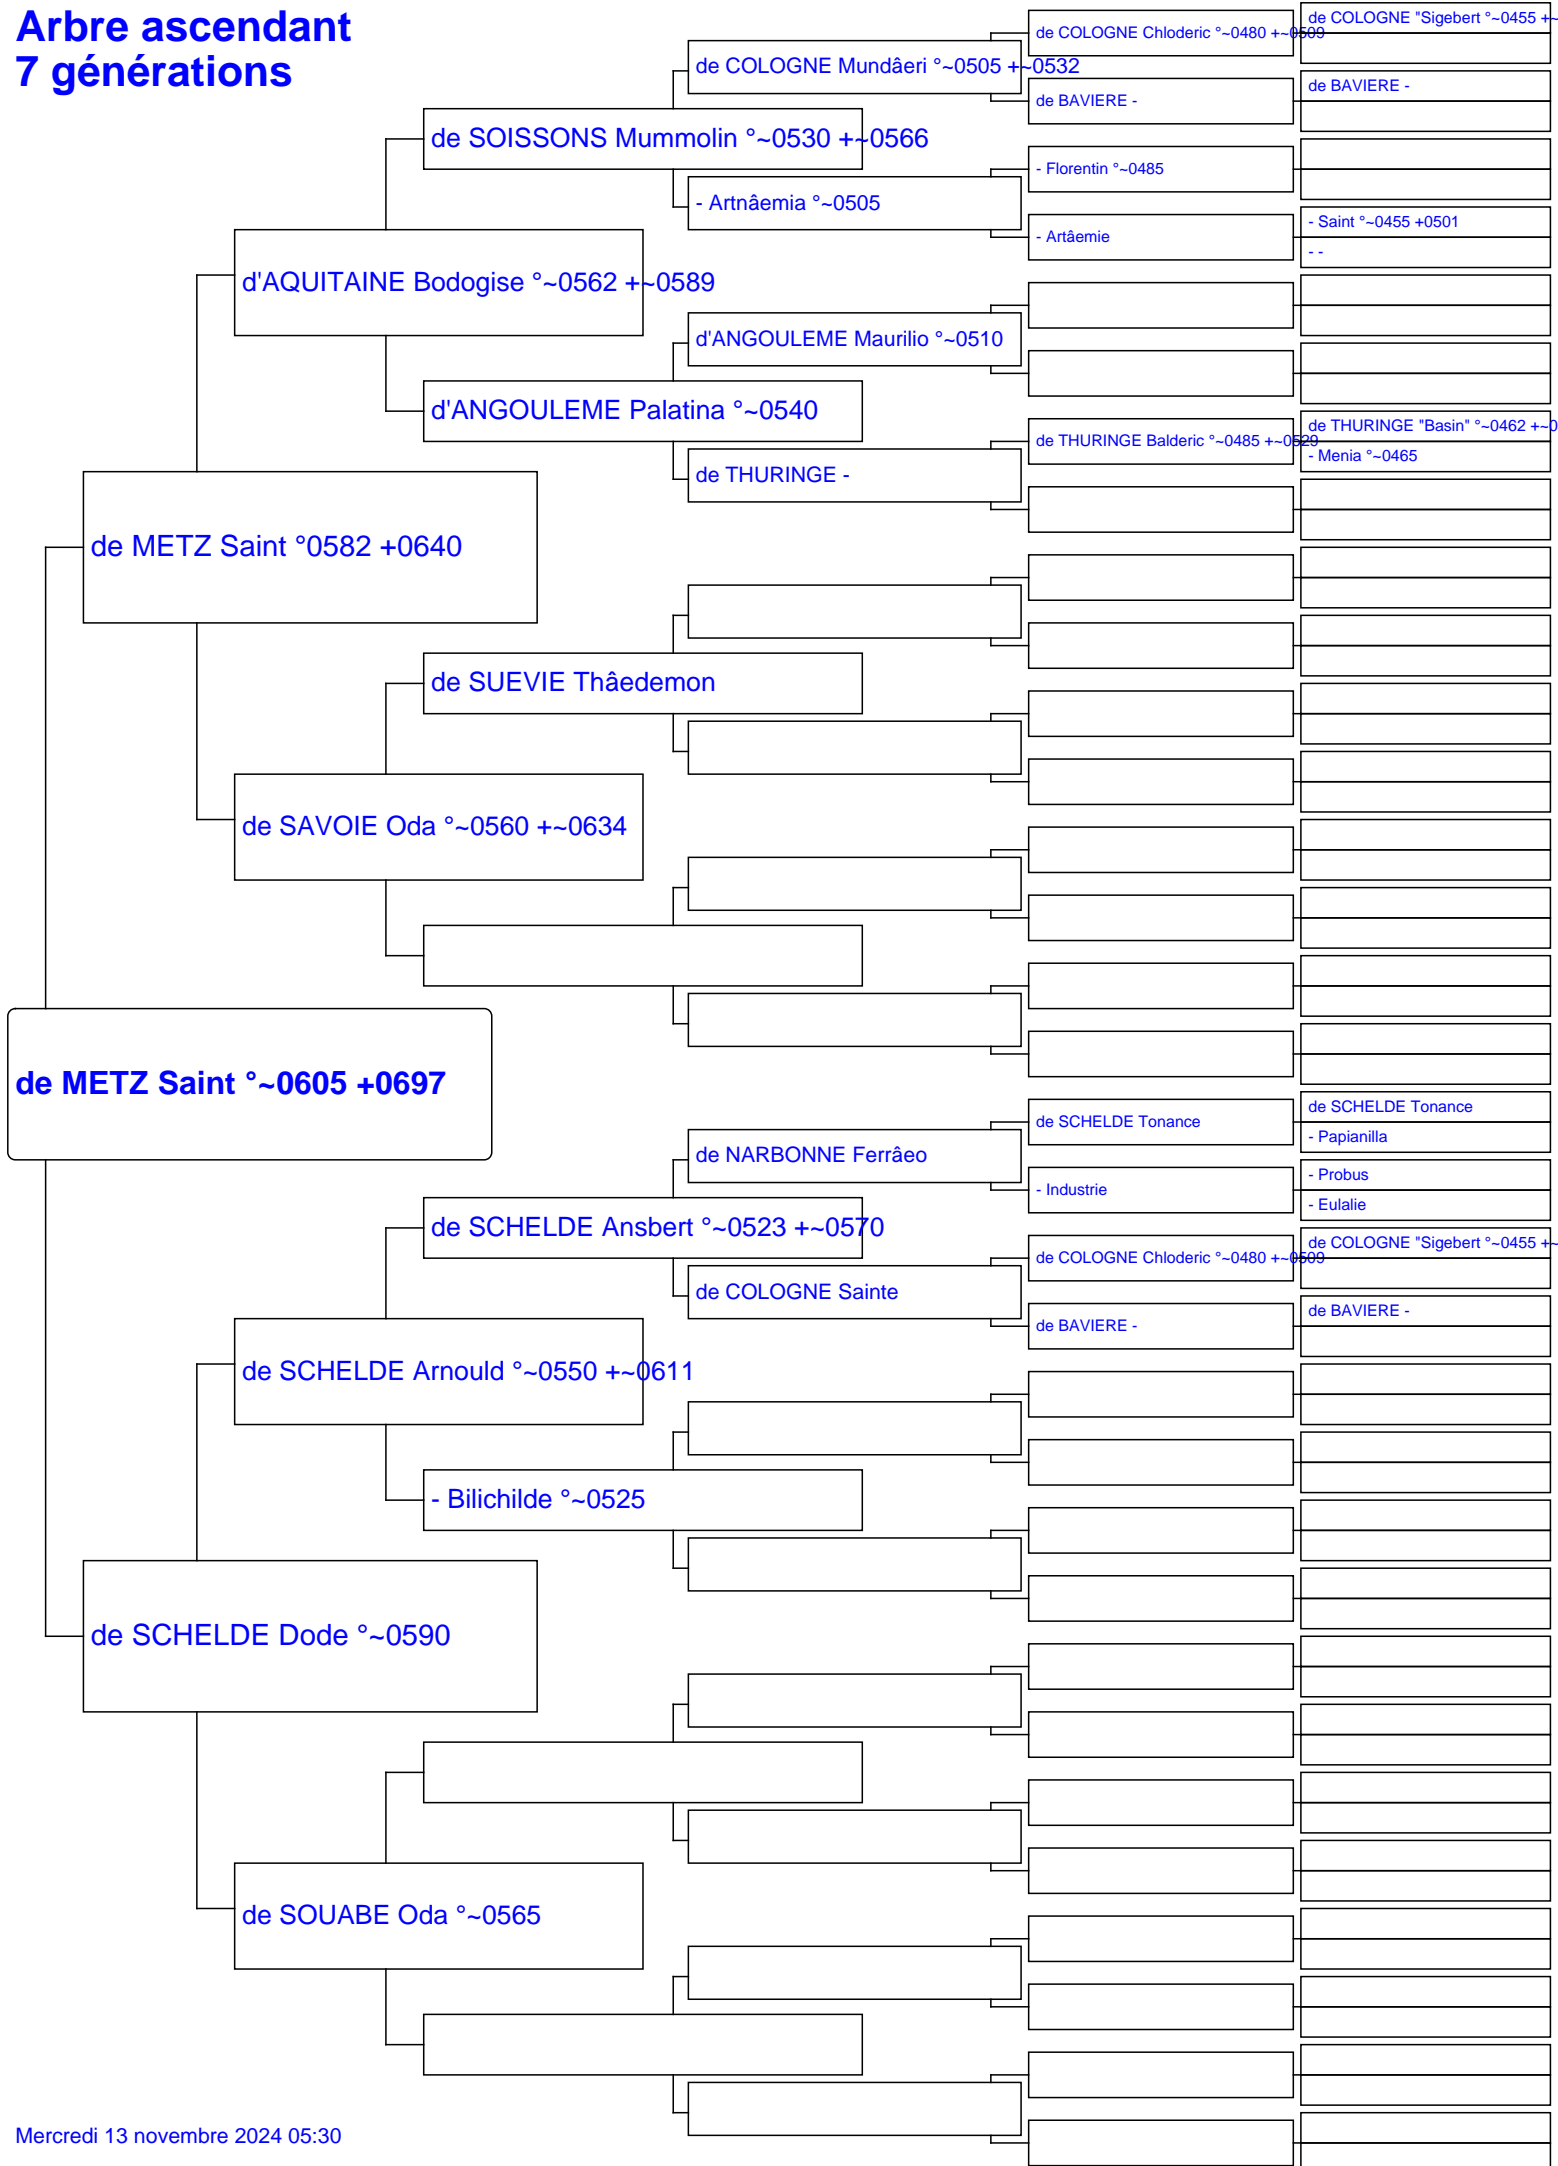 Arbre ascendant
7 générations
de COLOGNE "Sigebert °~0455 +~
de COLOGNE Chloderic °~0480 +~0509
de COLOGNE Mundâeri °~0505 +~0532
de BAVIERE -
de BAVIERE -
de SOISSONS Mummolin °~0530 +~0566
- Florentin °~0485
- Artnâemia °~0505
- Saint °~0455 +0501
- Artâemie
- -
d'AQUITAINE Bodogise °~0562 +~0589
d'ANGOULEME Maurilio °~0510
d'ANGOULEME Palatina °~0540
de THURINGE "Basin" °~0462 +~0
de THURINGE Balderic °~0485 +~0529
- Menia °~0465
de THURINGE -
de METZ Saint °0582 +0640
de SUEVIE Thâedemon
de SAVOIE Oda °~0560 +~0634
de METZ Saint °~0605 +0697
de SCHELDE Tonance
de SCHELDE Tonance
- Papianilla
de NARBONNE Ferrâeo
- Probus
- Industrie
- Eulalie
de SCHELDE Ansbert °~0523 +~0570
de COLOGNE "Sigebert °~0455 +~
de COLOGNE Chloderic °~0480 +~0509
de COLOGNE Sainte
de BAVIERE -
de BAVIERE -
de SCHELDE Arnould °~0550 +~0611
- Bilichilde °~0525
de SCHELDE Dode °~0590
de SOUABE Oda °~0565
Mercredi 13 novembre 2024 05:30